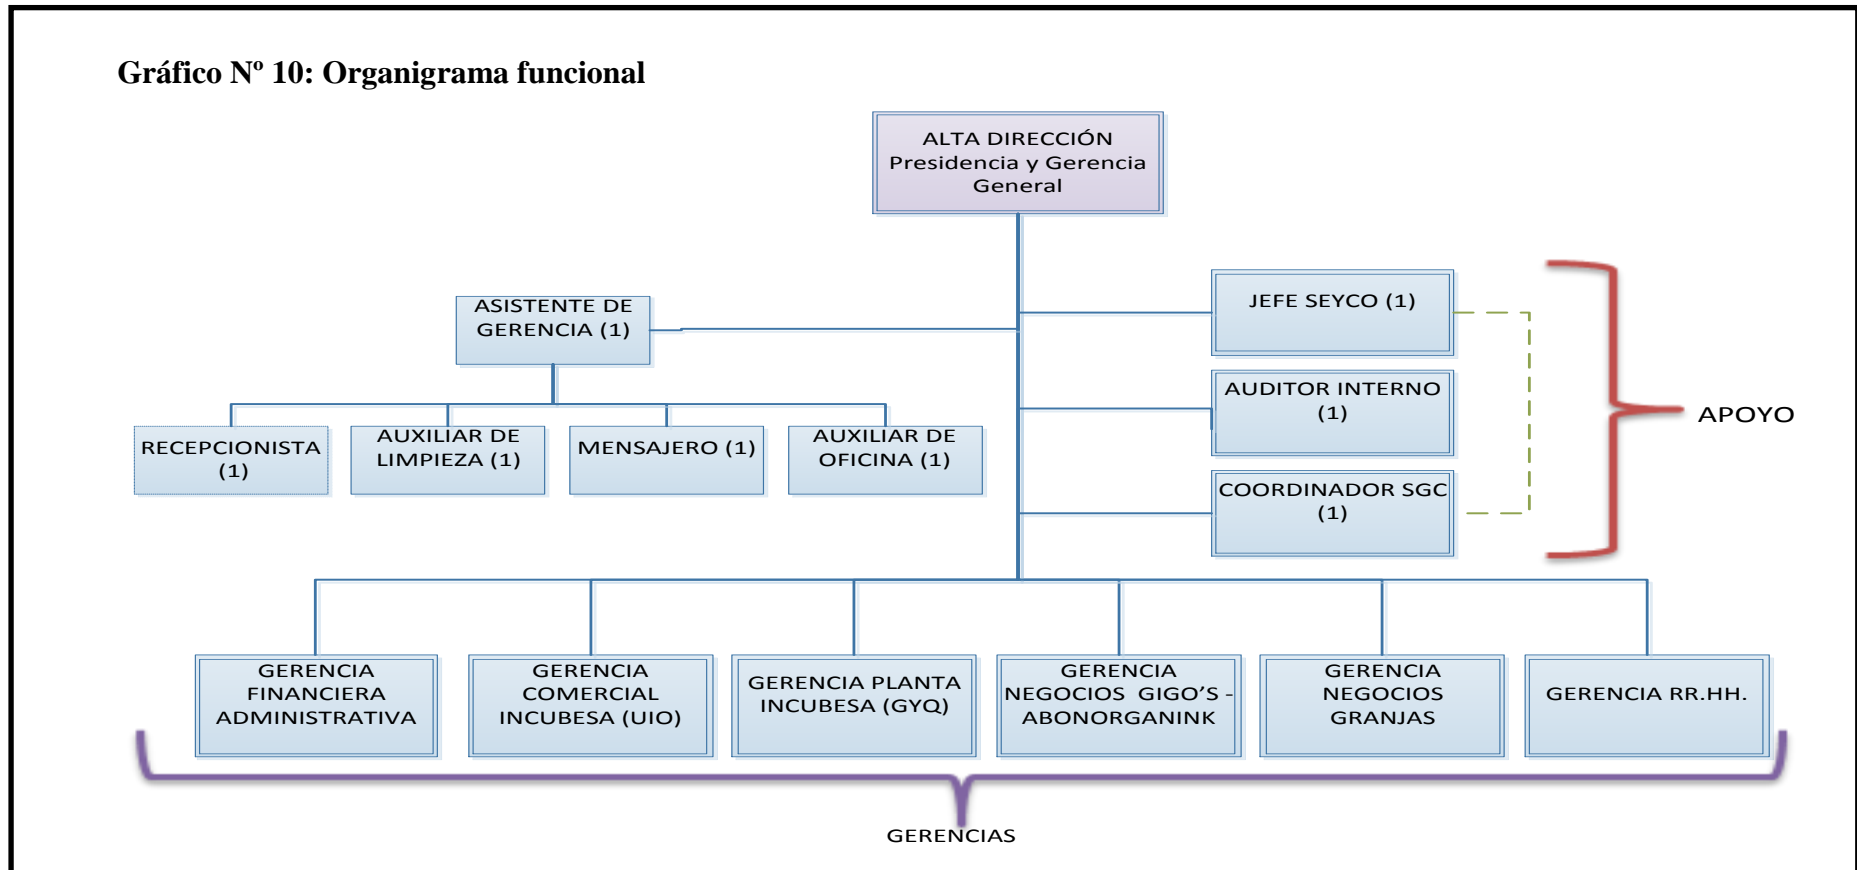 Gráfico Nº 10: Organigrama funcional
ALTA DIRECCIÓN
Presidencia y Gerencia
General
ASISTENTE DE
GERENCIA (1)
RECEPCIONISTA
(1)
AUXILIAR DE
LIMPIEZA (1)
MENSAJERO (1)
AUXILIAR DE
OFICINA (1)
JEFE SEYCO (1)
AUDITOR INTERNO
(1)
COORDINADOR SGC
(1)
APOYO
GERENCIA
FINANCIERA
ADMINISTRATIVA
GERENCIA
COMERCIAL
INCUBESA (UIO)
GERENCIA PLANTA
INCUBESA (GYQ)
GERENCIA
NEGOCIOS GIGO’S -
ABONORGANINK
GERENCIA
NEGOCIOS
GRANJAS
GERENCIA RR.HH.
GERENCIAS